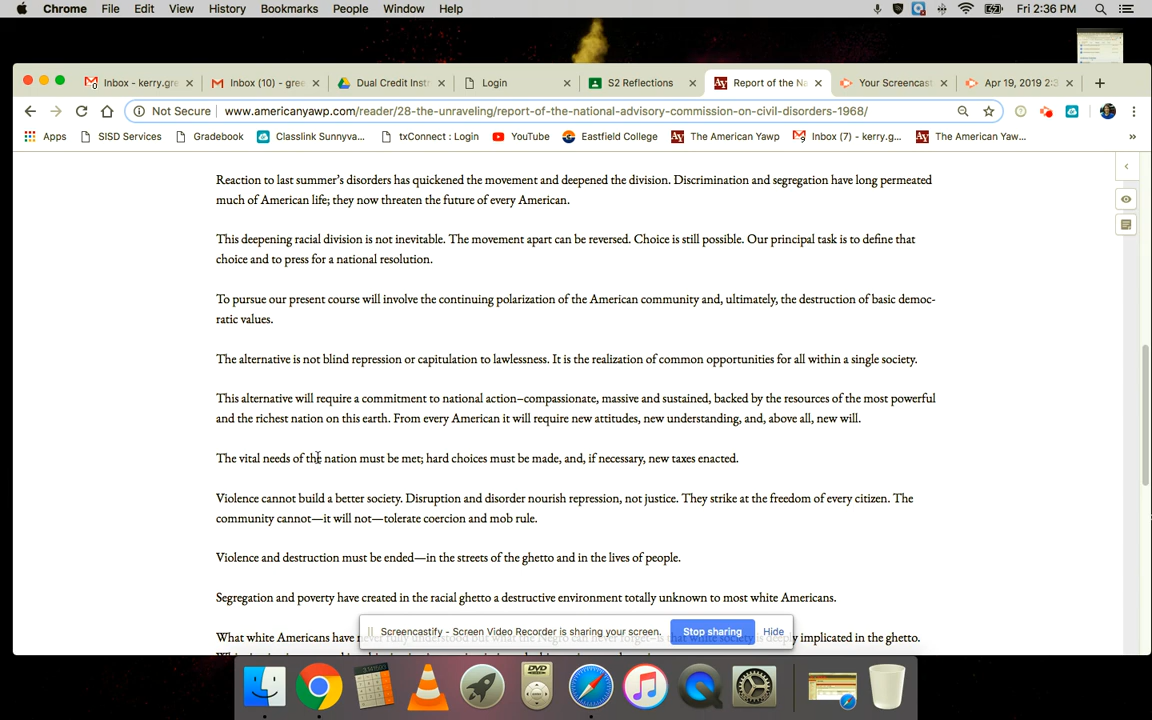 Chrome File Edit View History Bookmarks People Window Help Fri 2:36 PM
Inbox - kerry.gre Inbox (10) - gree Dual Credit Instr Login S2 Reflections Report of the Na Your Screencast Apr 19, 2019 2:3
Not Secure www.americanyawp.com/reader/28-the-unraveling/report-of-the-national-advisory-commission-on-civil-disorders-1968/
Apps SISD Services Gradebook Classlink Sunnyva... txConnect : Login YouTube Eastfield College The American Yawp Inbox (7) - kerry.g... The American Yaw... »
Reaction to last summer's disorders has quickened the movement and deepened the division. Discrimination and segregation have long permeated
much of American life; they now threaten the future of every American.
This deepening racial division is not inevitable. The movement apart can be reversed. Choice is still possible. Our principal task is to define that
choice and to press for a national resolution.
To pursue our present course will involve the continuing polarization of the American community and, ultimately, the destruction of basic democ-
ratic values.
The alternative is not blind repression or capitulation to lawlessness. It is the realization of common opportunities for all within a single society.
This alternative will require a commitment to national action–compassionate, massive and sustained, backed by the resources of the most powerful
and the richest nation on this earth. From every American it will require new attitudes, new understanding, and, above all, new will.
The vital needs of the nation must be met; hard choices must be made, and, if necessary, new taxes enacted.
Violence cannot build a better society. Disruption and disorder nourish repression, not justice. They strike at the freedom of every citizen. The
community cannot—it will not—tolerate coercion and mob rule.
Violence and destruction must be ended—in the streets of the ghetto and in the lives of people.
Segregation and poverty have created in the racial ghetto a destructive environment totally unknown to most white Americans.
Screencastify - Screen Video Recorder is sharing your screen. Stop sharing Hide
What white Americans have never fully understood but what the Negro can never forget–is that white society is deeply implicated in the ghetto.